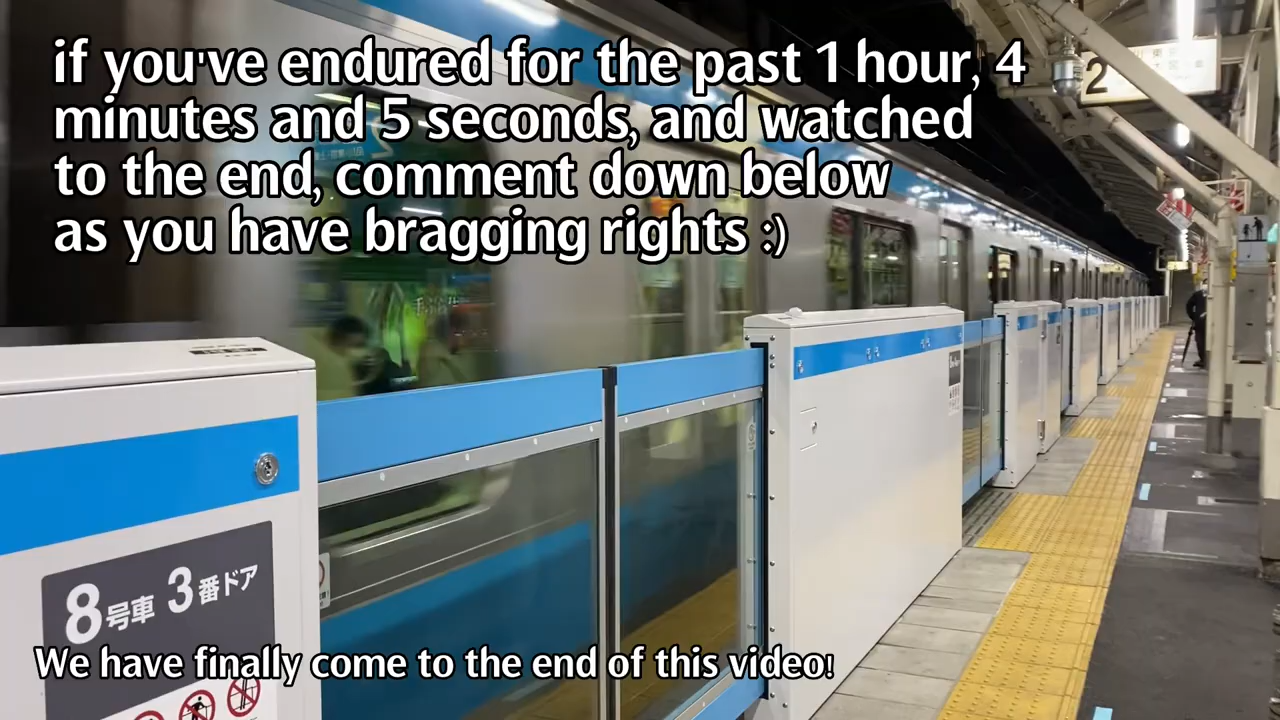 if you've endured for the past 1 hour, 4
minutes and 5 seconds, and watched
to the end, comment down below
as you have bragging rights :)
2
8号車 3番ドア
We have finally come to the end of this video!